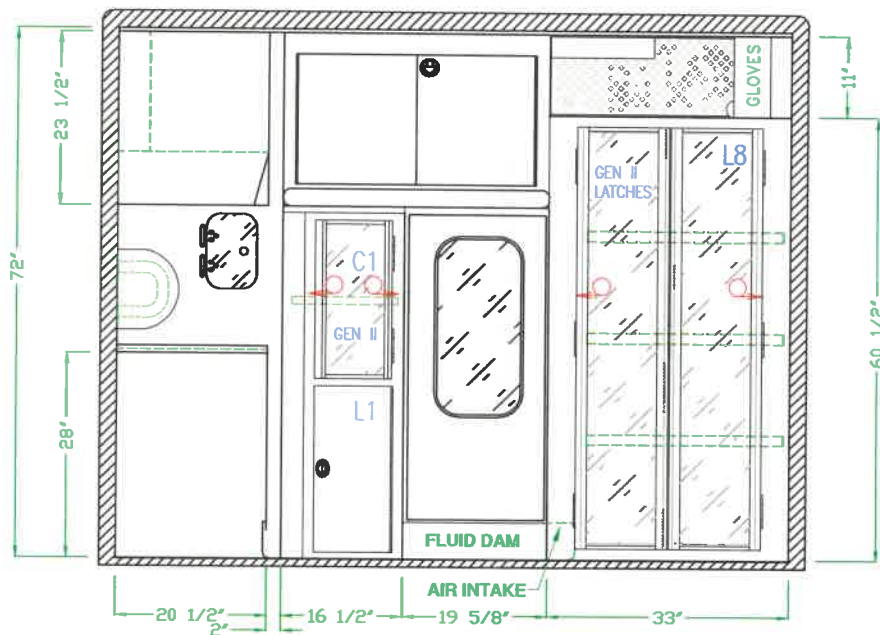 23 1/2"
72"
28"
GLOVES
11"
60 1/2"
L8
GEN II
LATCHES
C1
GEN II
L1
FLUID DAM
AIR INTAKE
20 1/2"
2"
16 1/2"
19 5/8"
33"